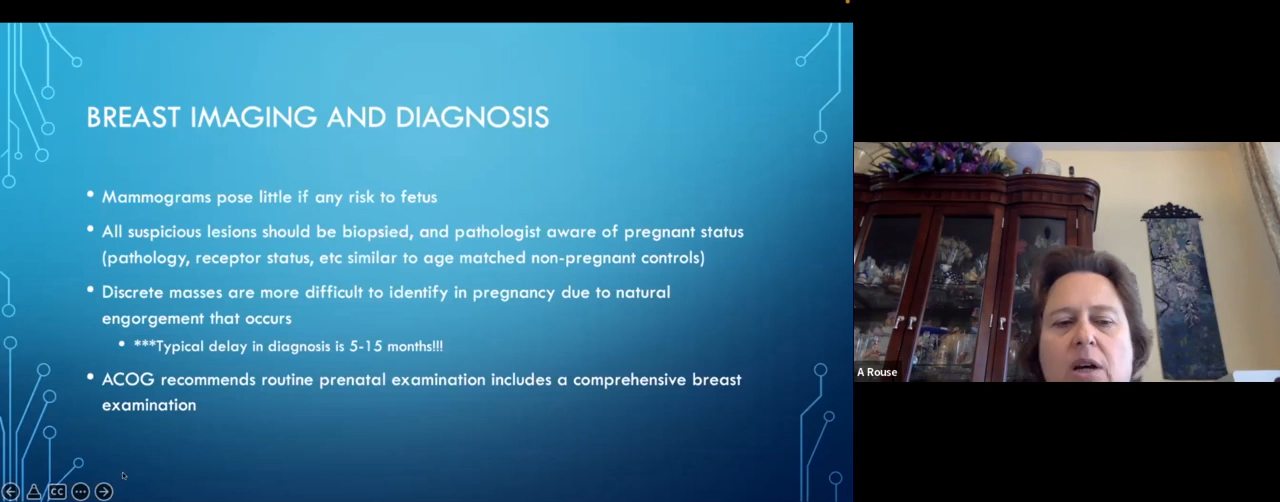 BREAST IMAGING AND DIAGNOSIS
Mammograms pose little if any risk to fetus
All suspicious lesions should be biopsied, and pathologist aware of pregnant status
(pathology, receptor status, etc similar to age matched non-pregnant controls)
Discrete masses are more difficult to identify in pregnancy due to natural
engorgement that occurs
***Typical delay in diagnosis is 5-15 months!!!
ACOG recommends routine prenatal examination includes a comprehensive breast
examination
A Rouse
CC